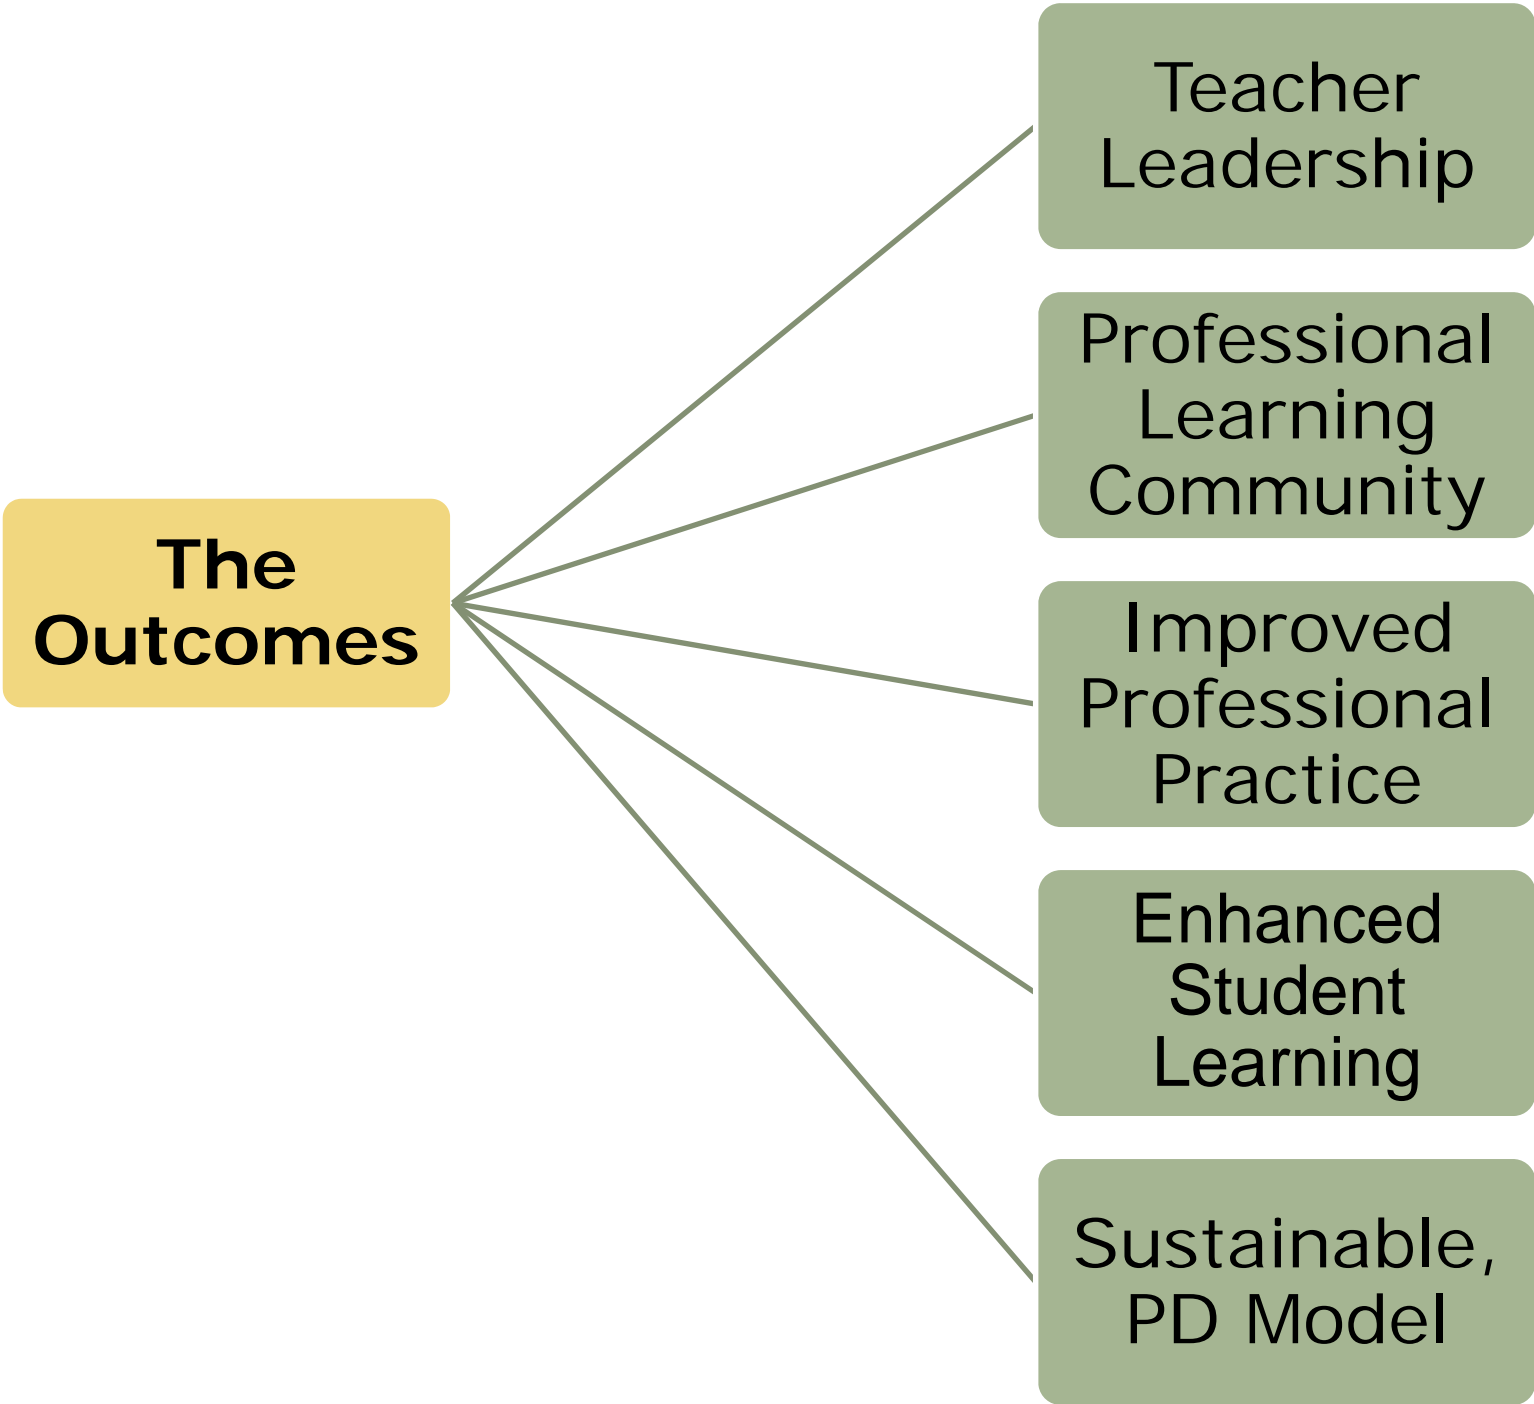 The
Outcomes
Teacher
Leadership
Professional
Learning
Community
Improved
Professional
Practice
Enhanced
Student
Learning
Sustainable,
PD Model